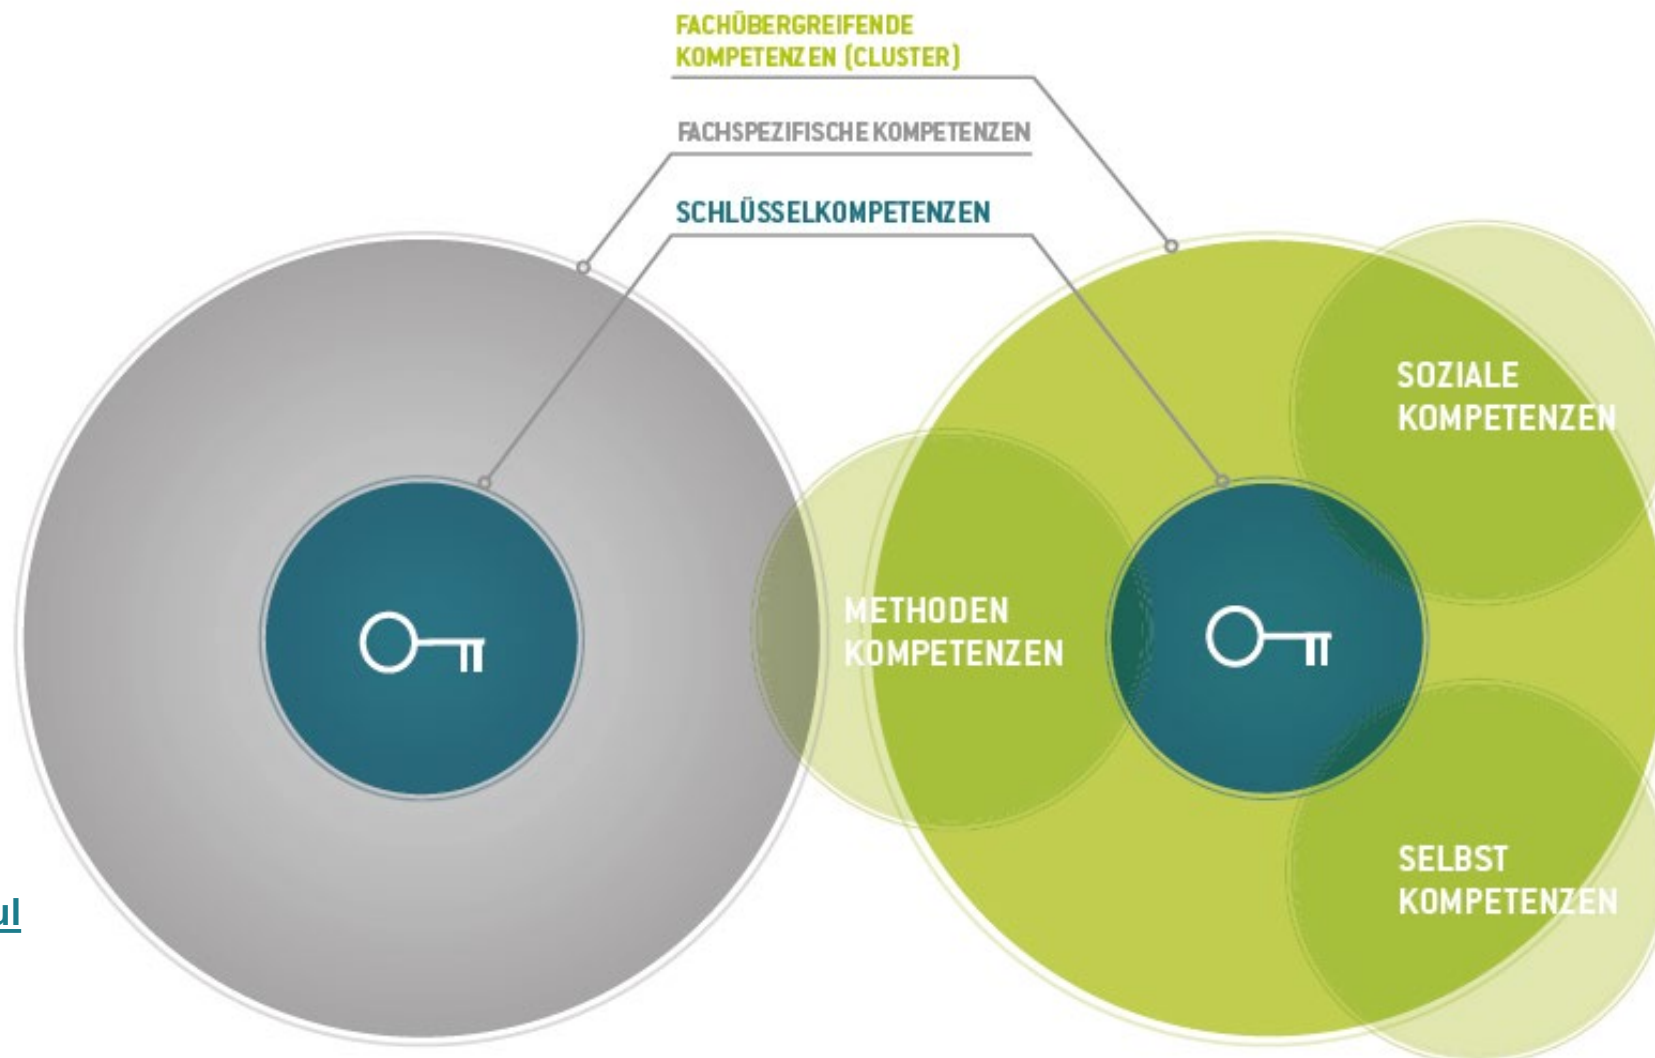 FACHÜBERGREIFENDE
KOMPETENZEN (CLUSTER)
FACHSPEZIFISCHE KOMPETENZEN
SCHLÜSSELKOMPETENZEN
SOZIALE
KOMPETENZEN
METHODEN
KOMPETENZEN
SELBST
KOMPETENZEN